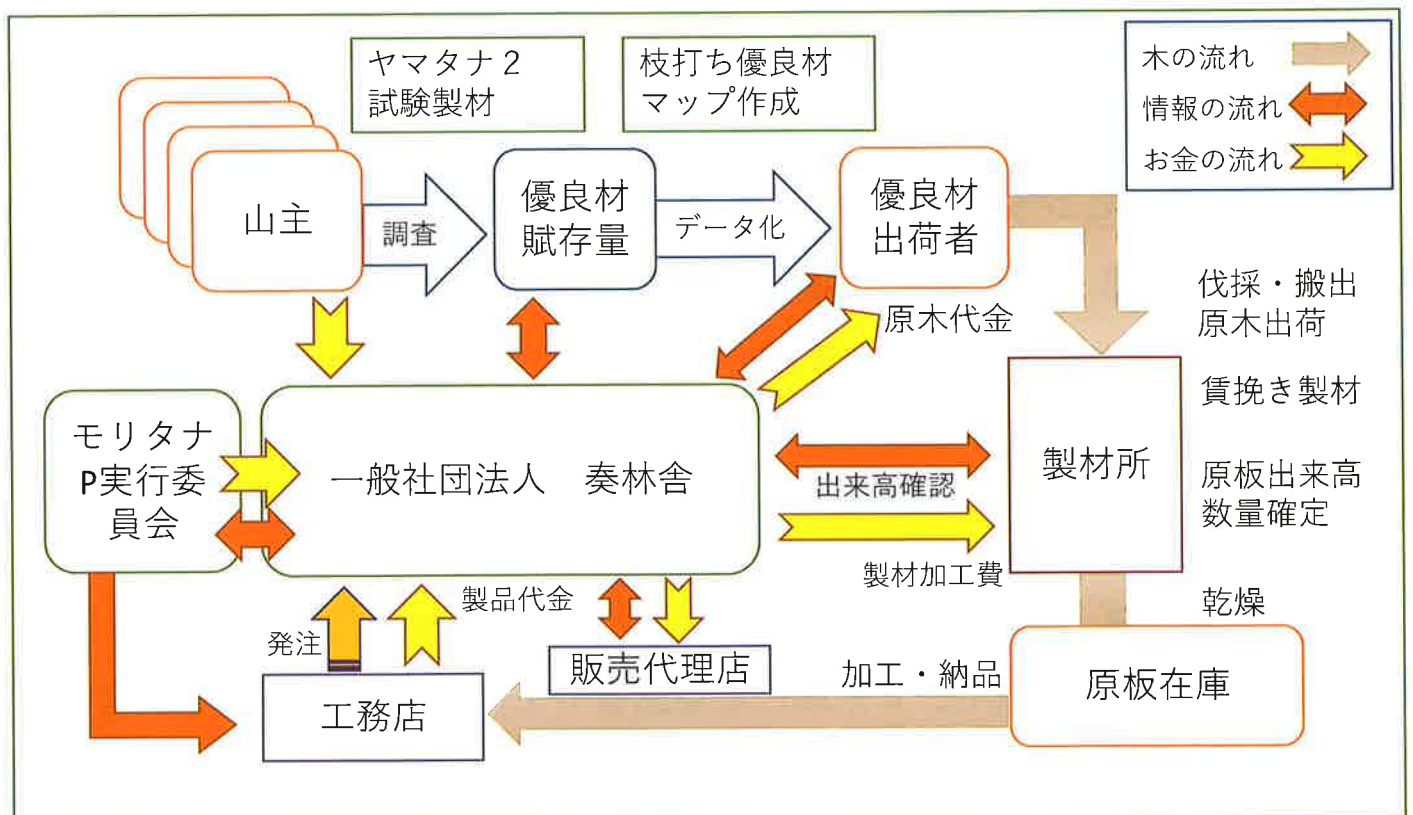 ヤマタナ２
試験製材
枝打ち優良材
マップ作成
木の流れ
情報の流れ
お金の流れ
山主
調査
優良材
賦存量
データ化
優良材
出荷者
原木代金
伐採・搬出
原木出荷
賃挽き製材
モリタナ
P実行委
員会
一般社団法人　奏林舎
出来高確認
製材所
原板出来高
数量確定
製材加工費
乾燥
発注
製品代金
販売代理店
加工・納品
原板在庫
工務店